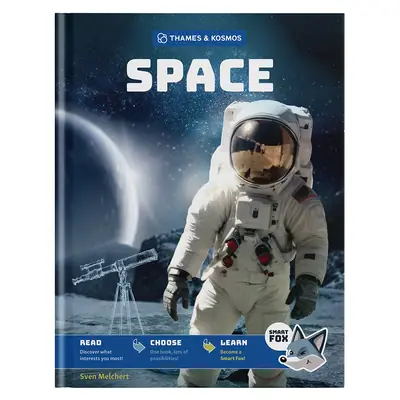 THAMES & KOSMOS
SPACE
READ
Discover what
interests you most!
CHOOSE
One book, lots of
possibilities!
LEARN
Become a
Smart Fox!
SMART
FOX
Sven Melchert